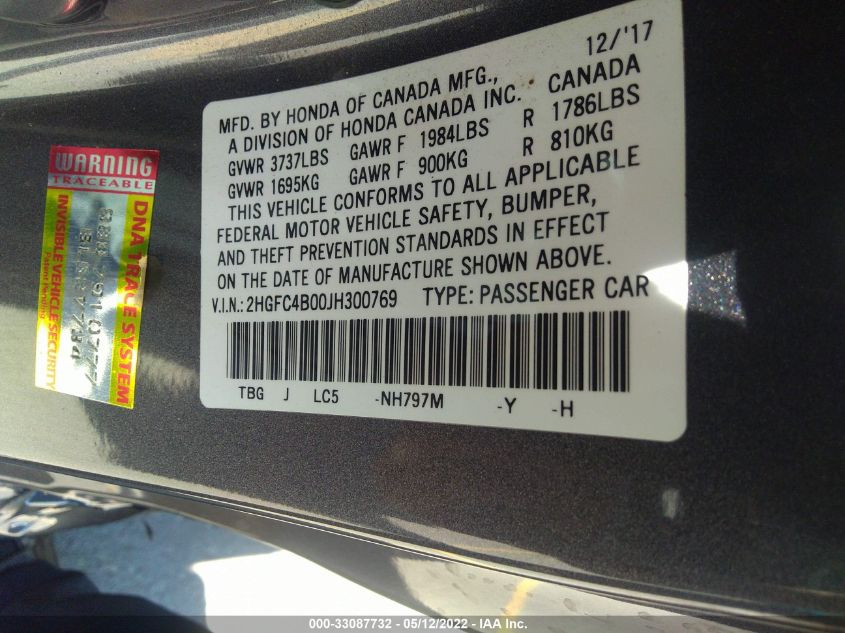 12/'17
MFD. BY HONDA OF CANADA MFG.,
A DIVISION OF HONDA CANADA INC. CANADA
GVWR 3737LBS GAWR F 1984LBS R 1786LBS
GVWR 1695KG GAWR F 900KG R 810KG
THIS VEHICLE CONFORMS TO ALL APPLICABLE
FEDERAL MOTOR VEHICLE SAFETY, BUMPER,
AND THEFT PREVENTION STANDARDS IN EFFECT
ON THE DATE OF MANUFACTURE SHOWN ABOVE.
V.I.N.: 2HGFC4B00JH300769 TYPE: PASSENGER CAR
TBG J LC5 -NH797M -Y -H
WARNING
TRACEABLE
DNA TRACE SYSTEM
INVISIBLE VEHICLE SECURITY
Patent Pending
000-33087732 - 05/12/2022 - IAA Inc.